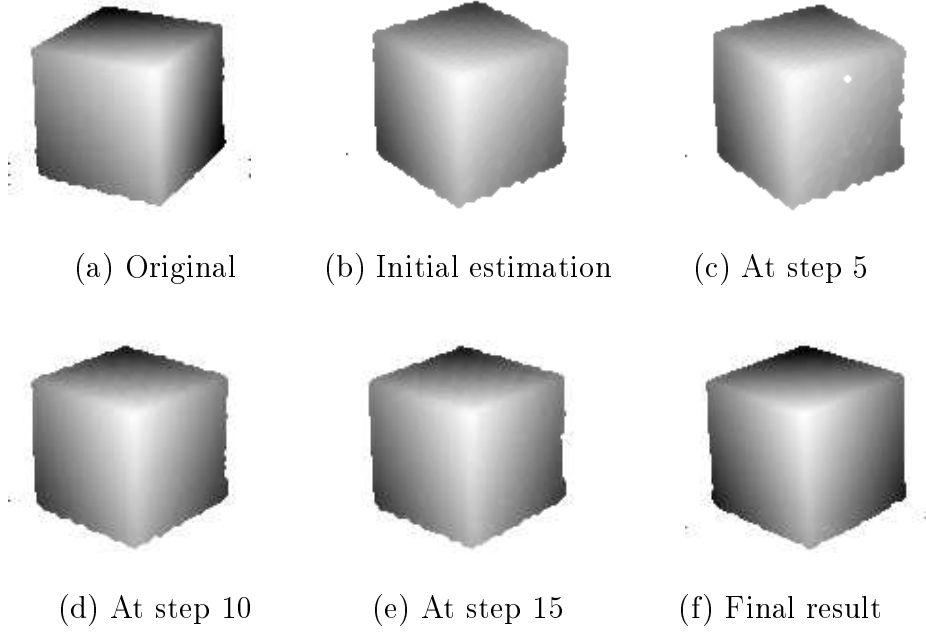 (a) Original
(b) Initial estimation
(c) At step 5
(d) At step 10
(e) At step 15
(f) Final result